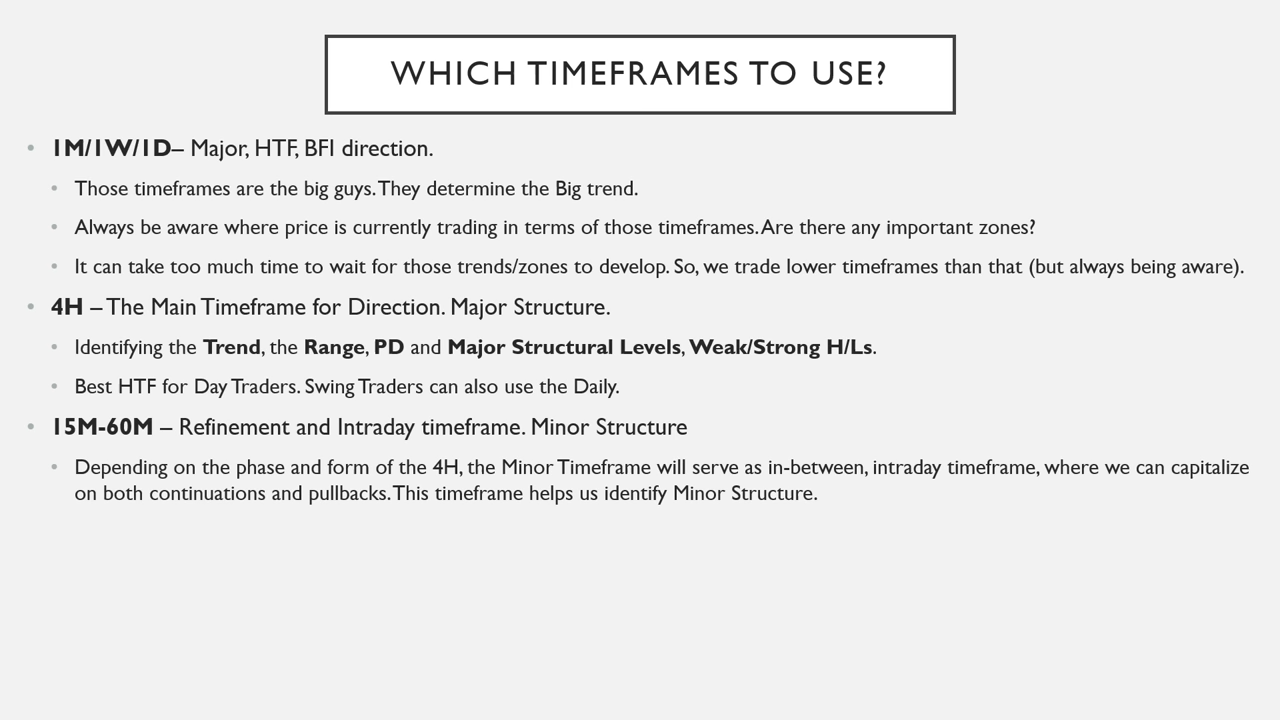 WHICH TIMEFRAMES TO USE?
• 1M/1W/1D– Major, HTF, BFI direction.
• Those timeframes are the big guys. They determine the Big trend.
• Always be aware where price is currently trading in terms of those timeframes. Are there any important zones?
• It can take too much time to wait for those trends/zones to develop. So, we trade lower timeframes than that (but always being aware).
• 4H – The Main Timeframe for Direction. Major Structure.
• Identifying the Trend, the Range, PD and Major Structural Levels, Weak/Strong H/Ls.
• Best HTF for Day Traders. Swing Traders can also use the Daily.
• 15M-60M – Refinement and Intraday timeframe. Minor Structure
• Depending on the phase and form of the 4H, the Minor Timeframe will serve as in-between, intraday timeframe, where we can capitalize
on both continuations and pullbacks. This timeframe helps us identify Minor Structure.